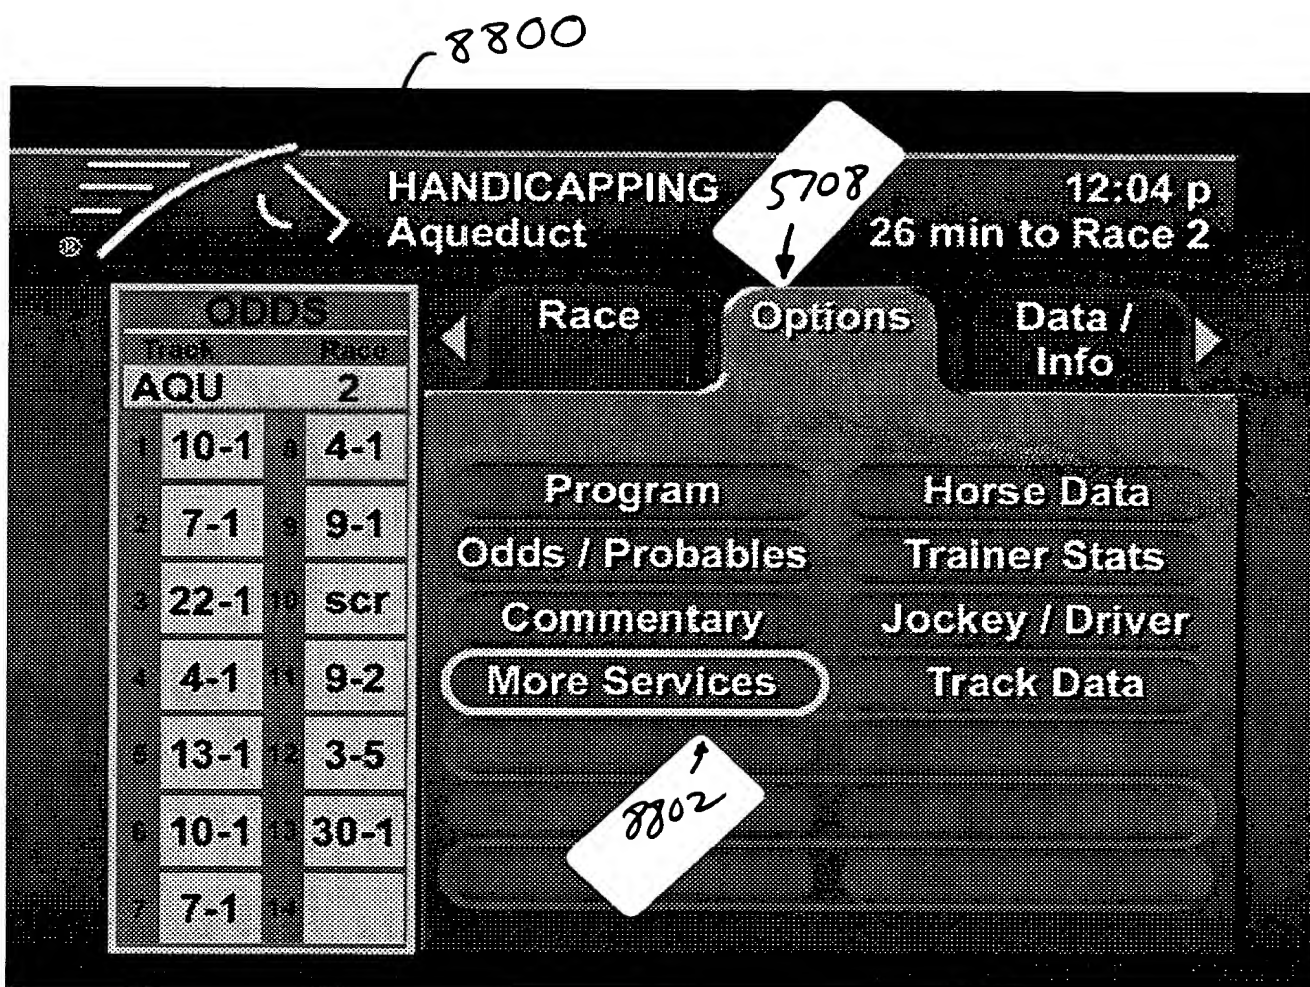 8800
HANDICAPPING
Aqueduct
5708
12:04 p
26 min to Race 2
®
ODDS
Track Race
AQU 2
1 10-1 8 4-1
2 7-1 9 9-1
3 22-1 10 scr
4 4-1 11 9-2
5 13-1 12 3-5
6 10-1 13 30-1
7 7-1 14
Race
Options
Data /
Info
Program
Horse Data
Odds / Probables
Trainer Stats
Commentary
Jockey / Driver
More Services
Track Data
8802